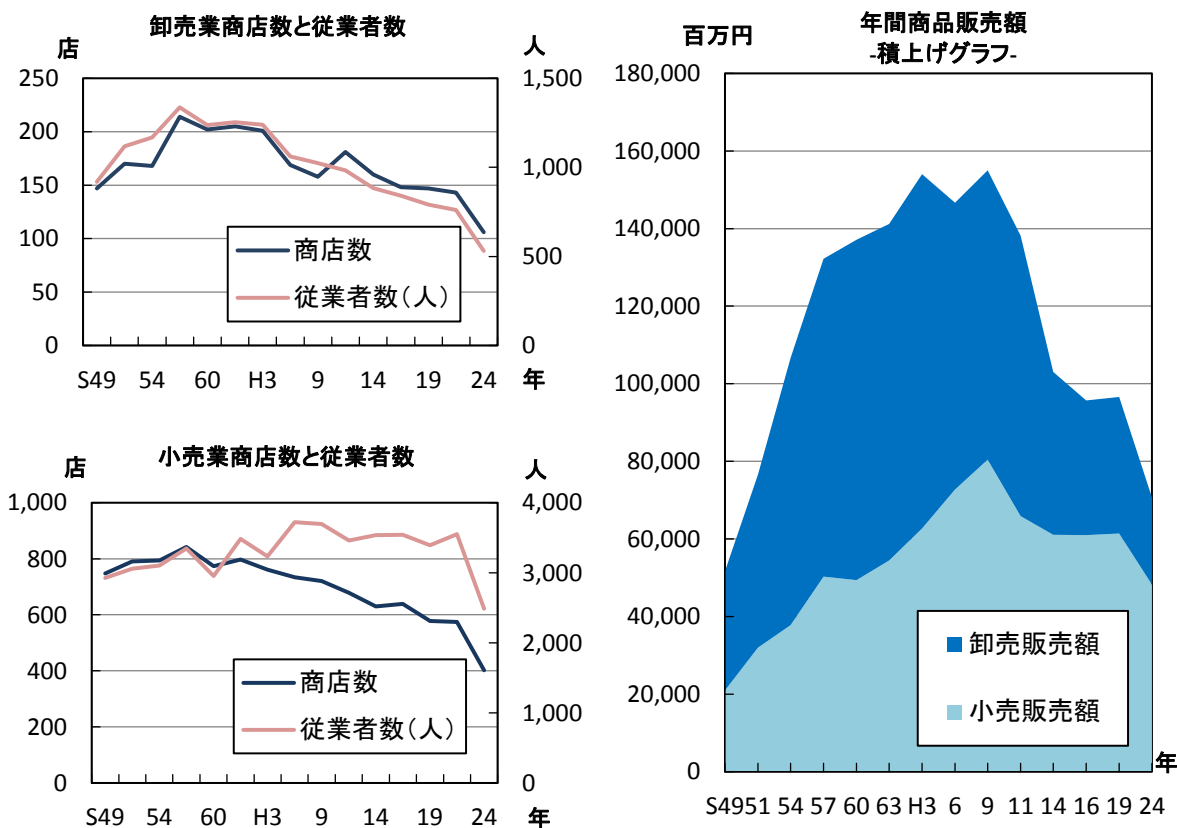 卸売業商店数と従業者数
店
人
250
200
150
100
50
0
1,500
1,000
500
0
商店数
従業者数(人)
S49 54 60 H3 9 14 19 24 年
小売業商店数と従業者数
店
人
1,000
800
600
400
200
0
4,000
3,000
2,000
1,000
0
商店数
従業者数(人)
S49 54 60 H3 9 14 19 24 年
百万円
年間商品販売額
-積上げグラフ-
180,000
160,000
140,000
120,000
100,000
80,000
60,000
40,000
20,000
0
卸売販売額
小売販売額
年
S49 51 54 57 60 63 H3 6 9 11 14 16 19 24